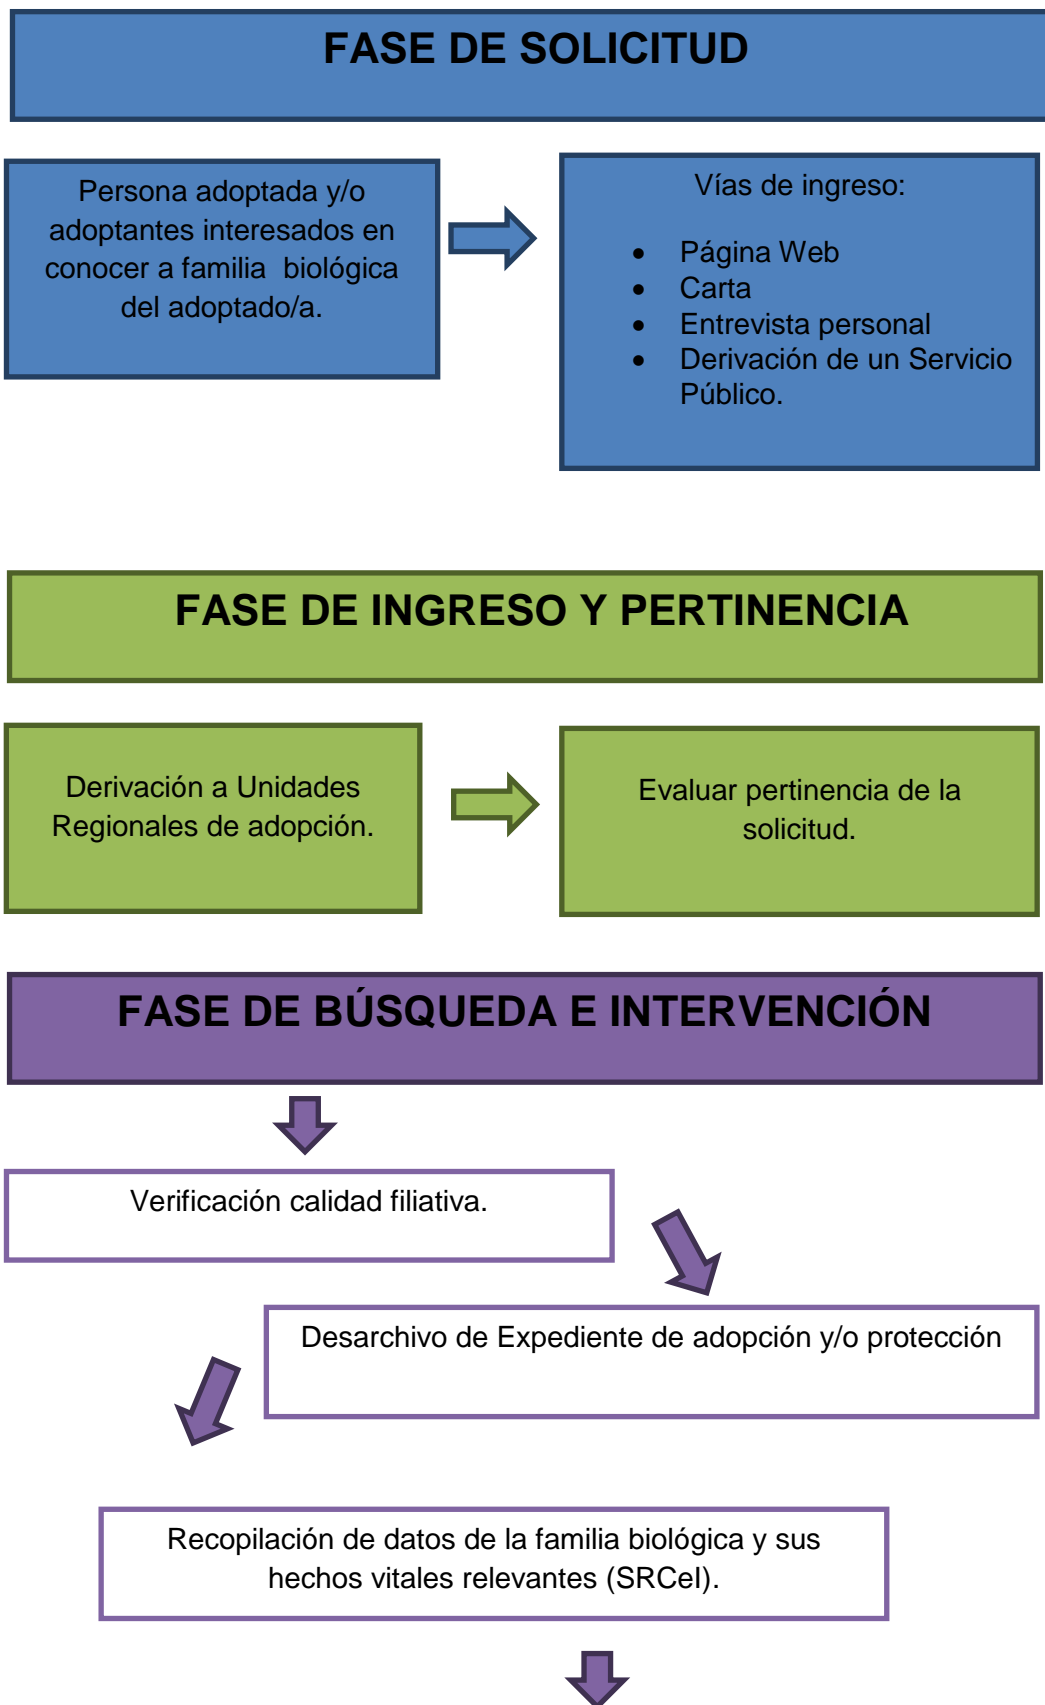 FASE DE SOLICITUD
Persona adoptada y/o
adoptantes interesados en
conocer a familia biológica
del adoptado/a.
Vías de ingreso:
• Página Web
• Carta
• Entrevista personal
• Derivación de un Servicio
Público.
FASE DE INGRESO Y PERTINENCIA
Derivación a Unidades
Regionales de adopción.
Evaluar pertinencia de la
solicitud.
FASE DE BÚSQUEDA E INTERVENCIÓN
Verificación calidad filiativa.
Desarchivo de Expediente de adopción y/o protección
Recopilación de datos de la familia biológica y sus
hechos vitales relevantes (SRCeI).